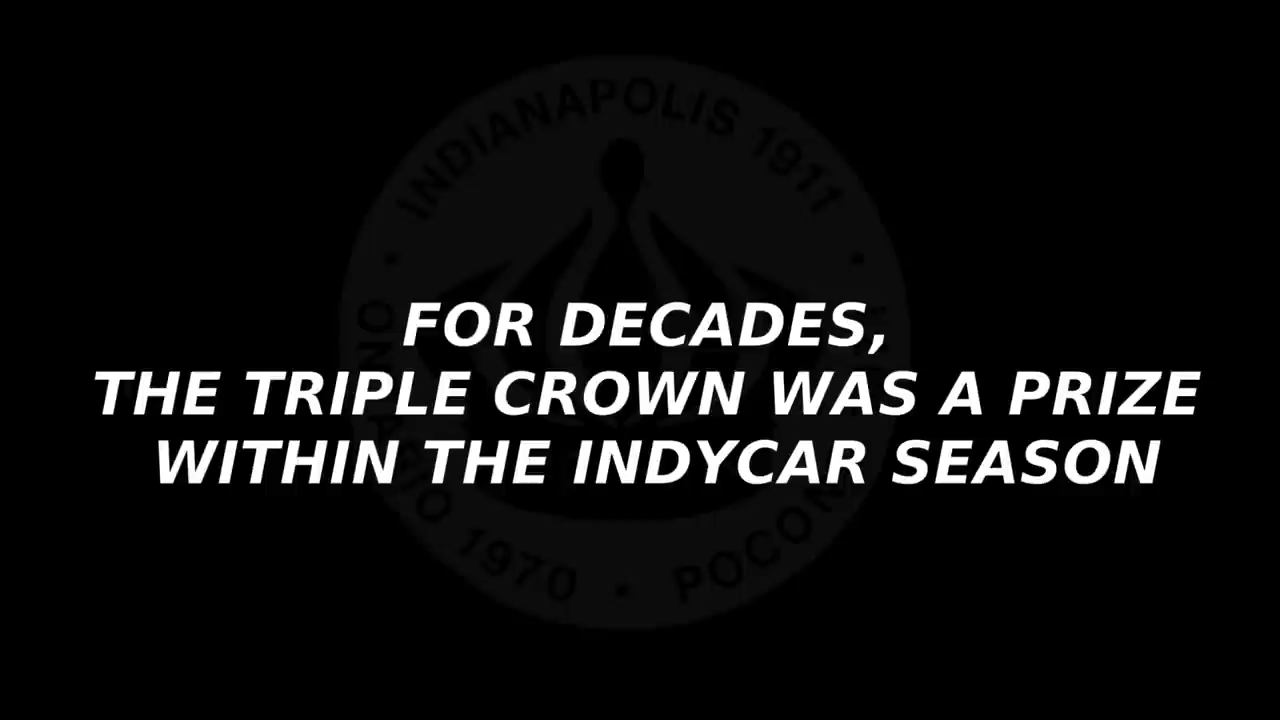 INDIANAPOLIS 1911
FOR DECADES,
THE TRIPLE CROWN WAS A PRIZE
WITHIN THE INDYCAR SEASON
1970